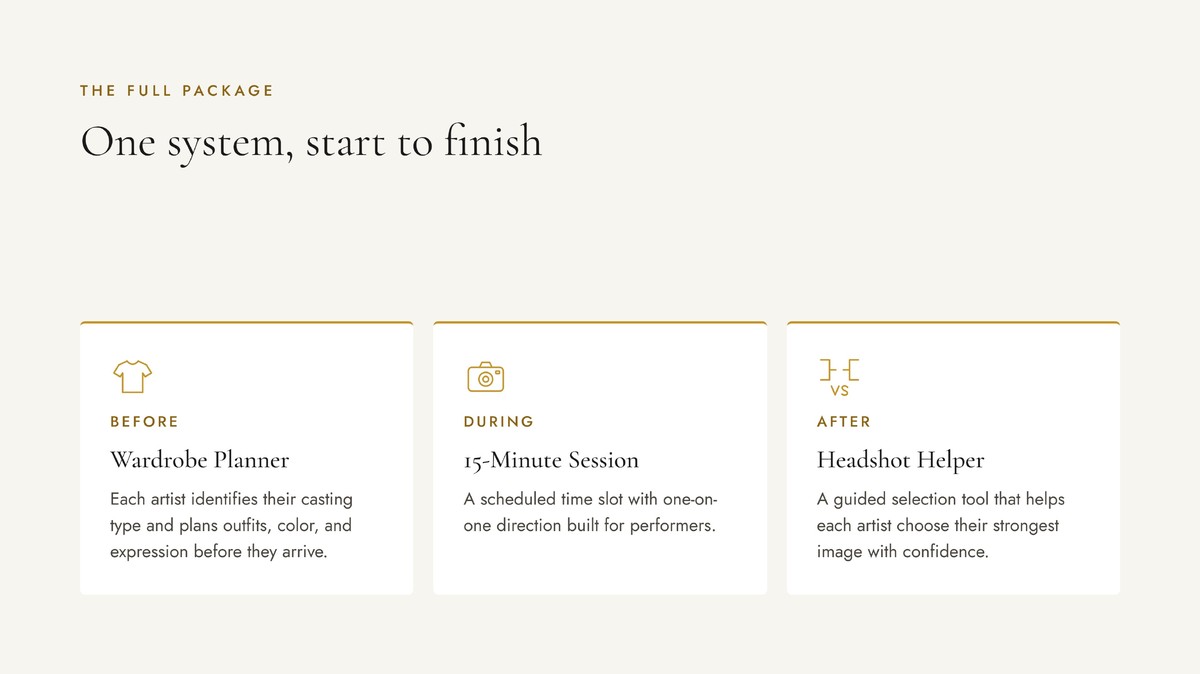 THE FULL PACKAGE
One system, start to finish
BEFORE
Wardrobe Planner
Each artist identifies their casting
type and plans outfits, color, and
expression before they arrive.
DURING
15-Minute Session
A scheduled time slot with one-on-
one direction built for performers.
VS
AFTER
Headshot Helper
A guided selection tool that helps
each artist choose their strongest
image with confidence.